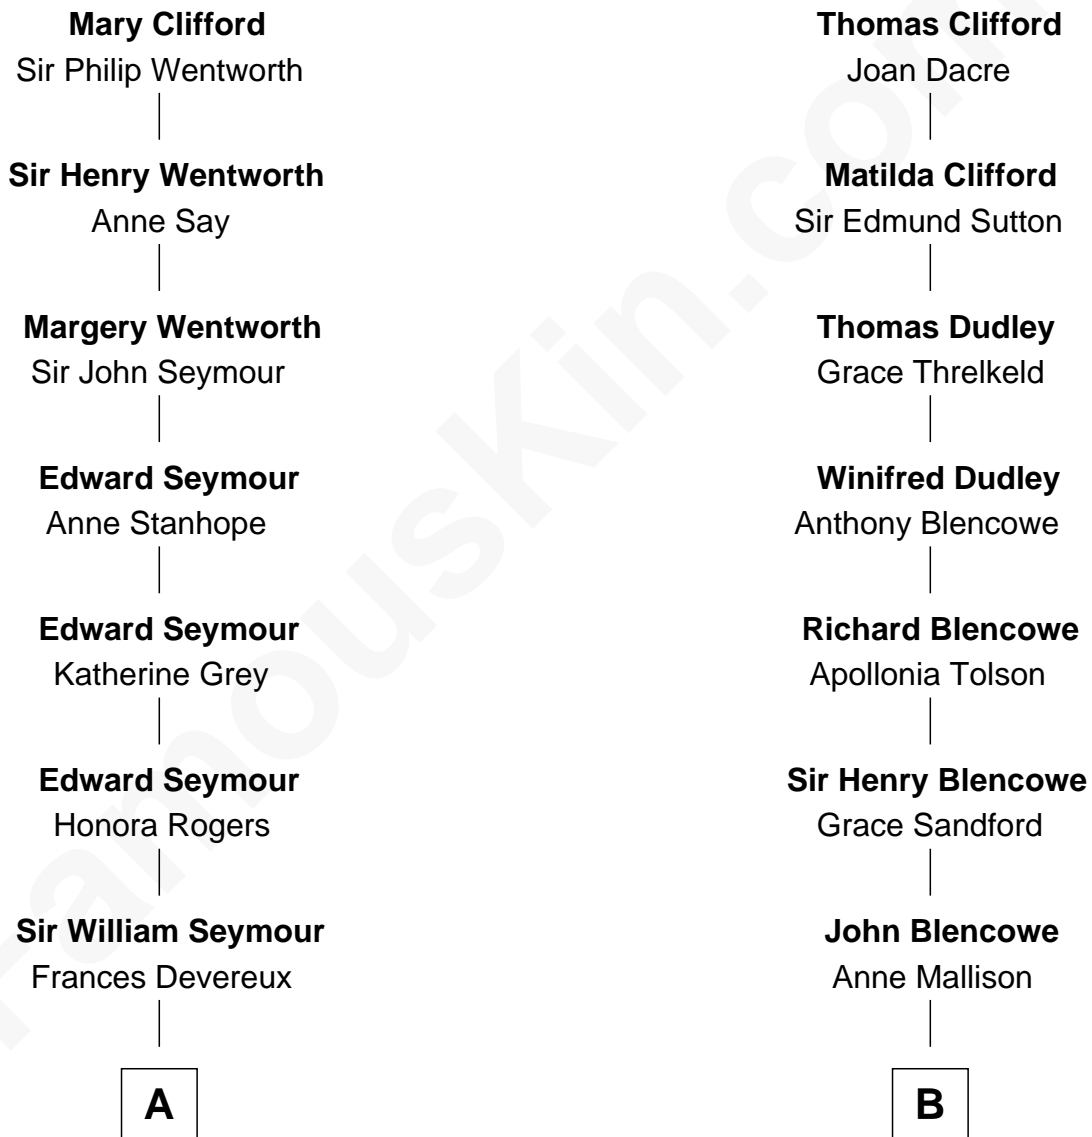 Mary Clifford
Sir Philip Wentworth
Sir Henry Wentworth
Anne Say
Margery Wentworth
Sir John Seymour
Edward Seymour
Anne Stanhope
Edward Seymour
Katherine Grey
Edward Seymour
Honora Rogers
Sir William Seymour
Frances Devereux
A
Thomas Clifford
Joan Dacre
Matilda Clifford
Sir Edmund Sutton
Thomas Dudley
Grace Threlkeld
Winifred Dudley
Anthony Blencowe
Richard Blencowe
Apollonia Tolson
Sir Henry Blencowe
Grace Sandford
John Blencowe
Anne Mallison
B
FamousKin.com